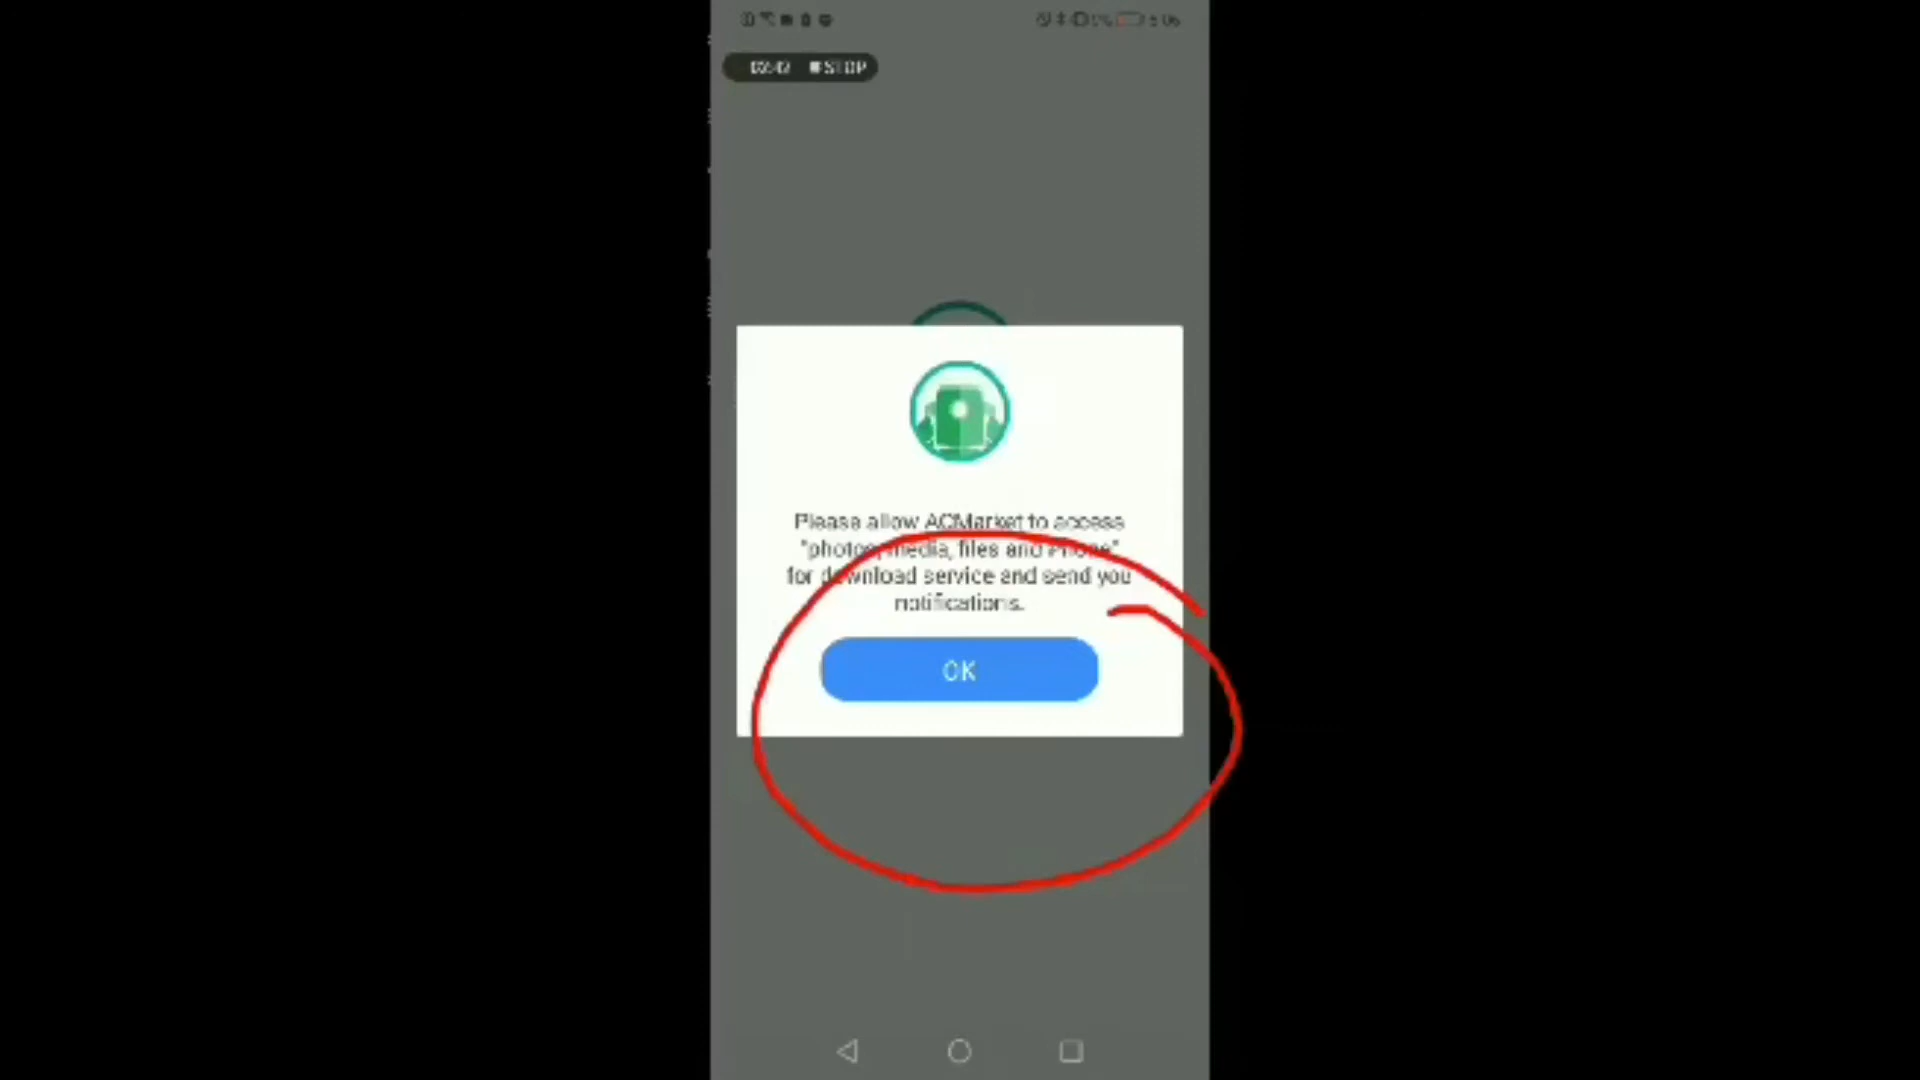 02:42 STOP
Please allow ACMarket to access
"photos, media, files and Phone"
for download service and send you
notifications.
OK